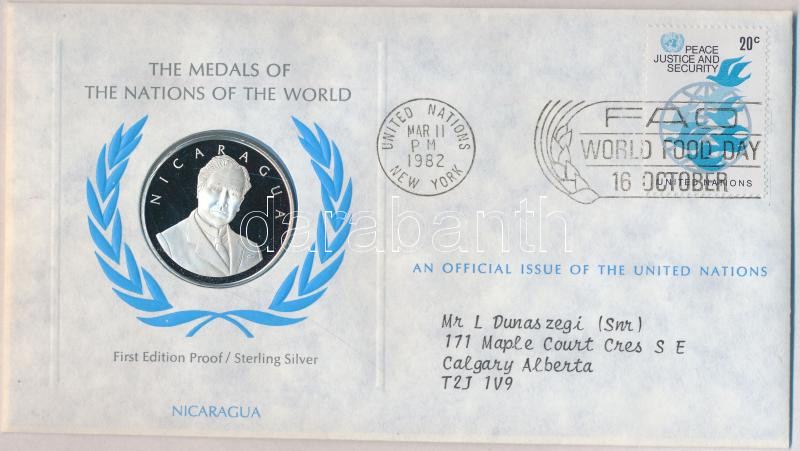 THE MEDALS OF
THE NATIONS OF THE WORLD
NICARAGUA
First Edition Proof / Sterling Silver
NICARAGUA
UNITED NATIONS
MAR 11
PM
1982
NEW YORK
PEACE
JUSTICE AND
SECURITY
20c
UNITED NATIONS
FAO
WORLD FOOD DAY
16 OCTOBER
AN OFFICIAL ISSUE OF THE UNITED NATIONS
Mr L Dunaszegi (Snr)
171 Maple Court Cres S E
Calgary Alberta
T2J 1V9
darabanth